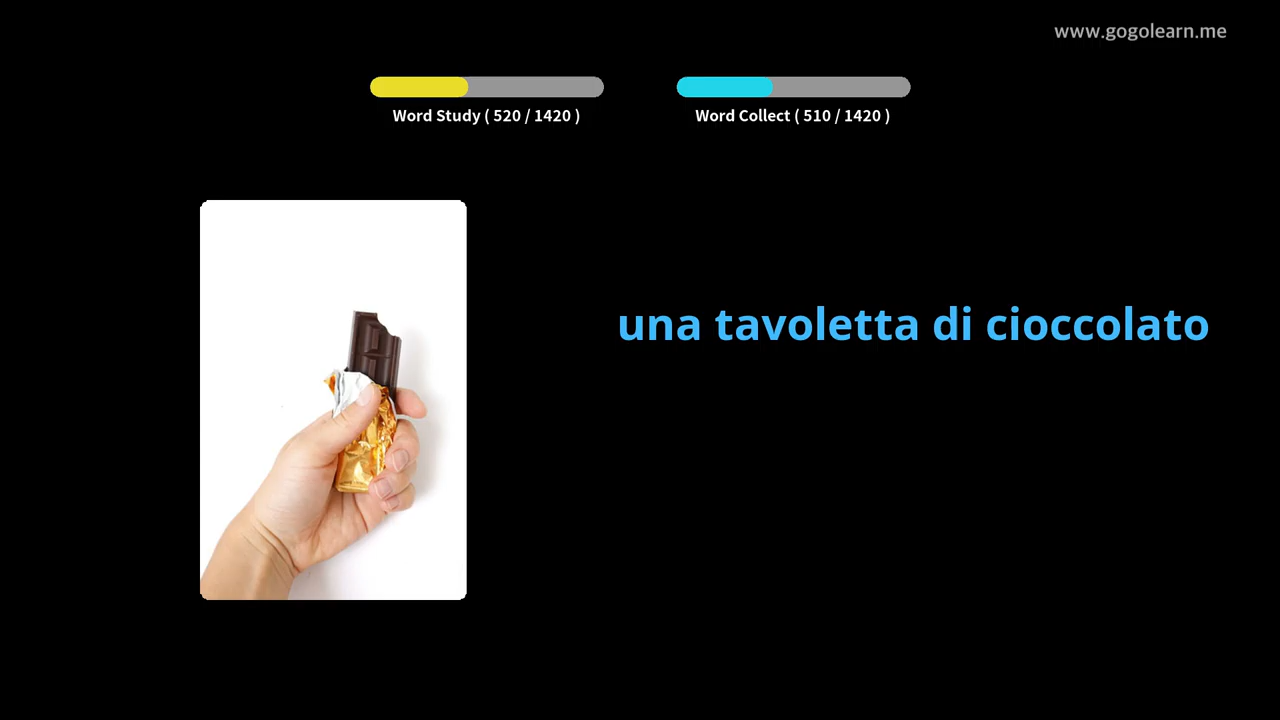 www.gogolearn.me
Word Study ( 520 / 1420 )
Word Collect ( 510 / 1420 )
una tavoletta di cioccolato